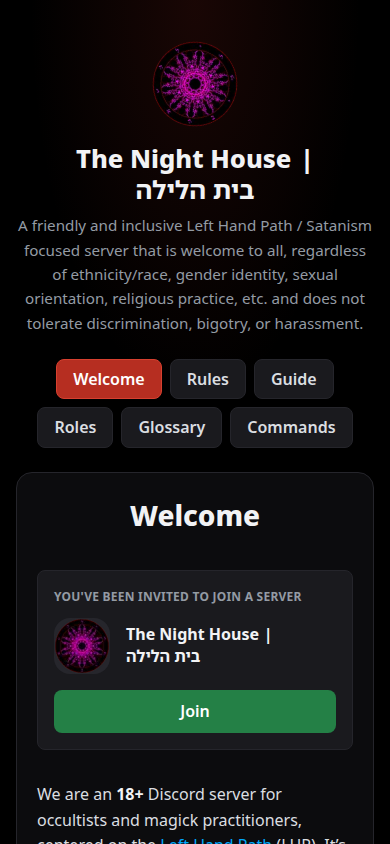 The Night House |
בית הלילה
A friendly and inclusive Left Hand Path / Satanism
focused server that is welcome to all, regardless
of ethnicity/race, gender identity, sexual
orientation, religious practice, etc. and does not
tolerate discrimination, bigotry, or harassment.
Welcome Rules Guide
Roles Glossary Commands
Welcome
YOU'VE BEEN INVITED TO JOIN A SERVER
The Night House |
בית הלילה
Join
We are an 18+ Discord server for
occultists and magick practitioners,
centered on the Left Hand Path (LHP). It's